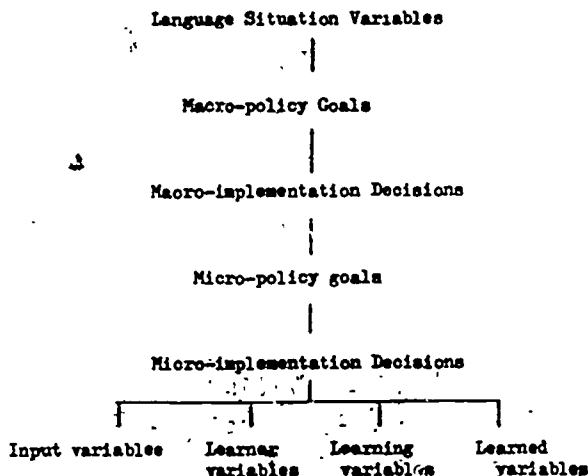 Language Situation Variables
Macro-policy Goals
Macro-implementation Decisions
Micro-policy goals
Micro-implementation Decisions
Input variables Learner Learning Learned
variables variables variables